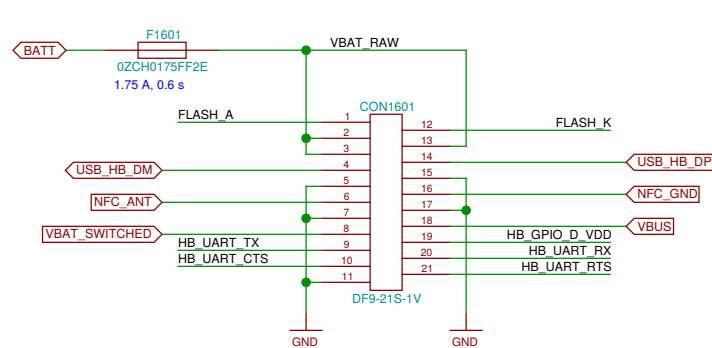 F1601
BATT
VBAT_RAW
0ZCH0175FF2E
1.75 A, 0.6 s
CON1601
FLASH_A
1
12
FLASH_K
2
13
3
14
USB_HB_DP
USB_HB_DM
4
15
5
16
NFC_GND
NFC_ANT
6
17
7
18
VBUS
VBAT_SWITCHED
8
19
HB_GPIO_D_VDD
HB_UART_TX
9
20
HB_UART_RX
HB_UART_CTS
10
21
HB_UART_RTS
11
DF9-21S-1V
GND
GND